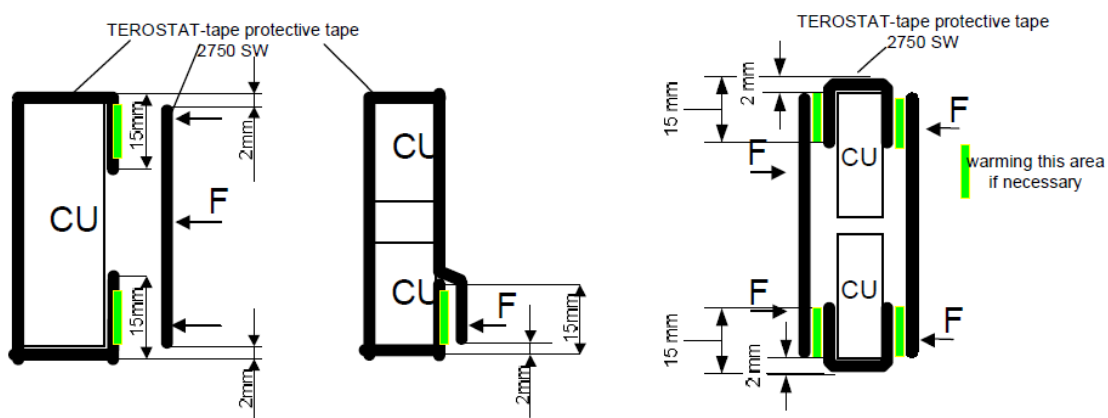 TEROSTAT-tape protective tape
2750 SW
TEROSTAT-tape protective tape
2750 SW
15mm
2mm
F
CU
15mm
2mm
CU
CU
F
15mm
2mm
15 mm
2 mm
F
F
CU
warming this area
if necessary
CU
F
F
15 mm
2 mm